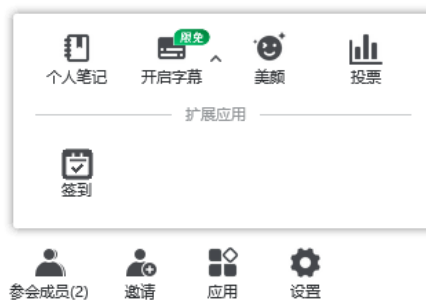 限免
个人笔记 开启字幕 美颜 投票
扩展应用
签到
参会成员(2) 邀请 应用 设置